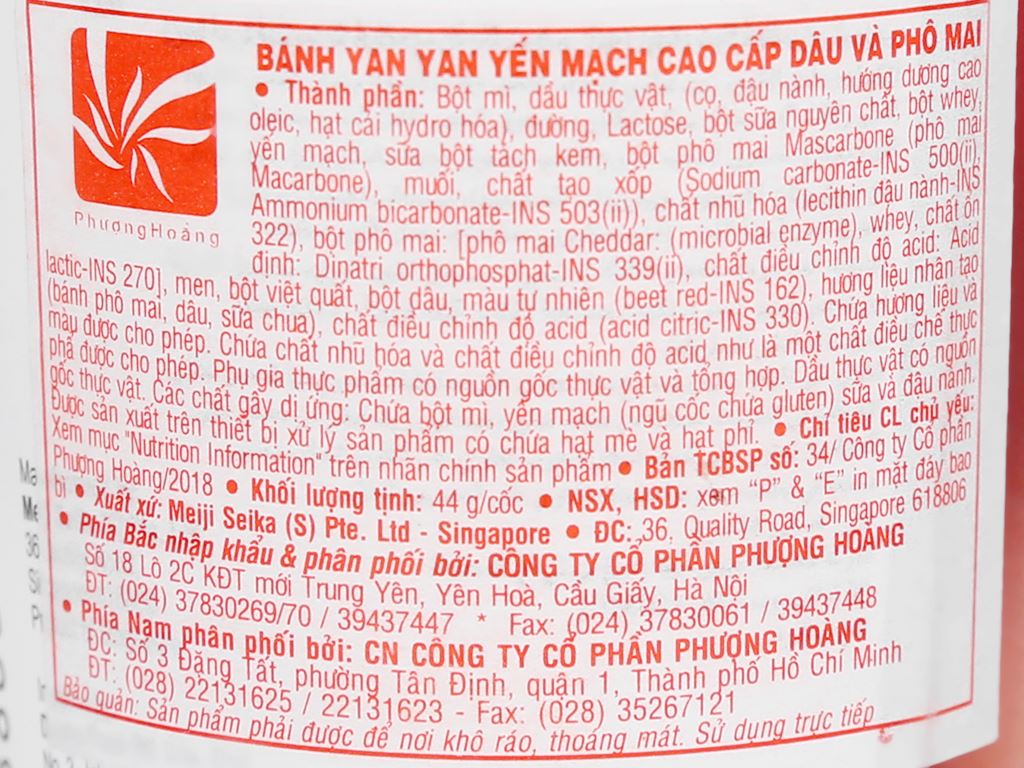 BÁNH YAN YAN YẾN MẠCH CAO CẤP DÂU VÀ PHÔ MAI
• Thành phần: Bột mì, dầu thực vật, (cọ, đậu nành, hướng dương cao
oleic, hạt cải hydro hóa), đường, Lactose, bột sữa nguyên chất, bột whey,
yến mạch, sữa bột tách kem, bột phô mai Mascarbone (phô mai
Macarbone), muối, chất tạo xốp (Sodium carbonate-INS 500(ii),
Ammonium bicarbonate-INS 503(ii)), chất nhũ hóa (lecithin đậu nành-INS
322), bột phô mai: [phô mai Cheddar: (microbial enzyme), whey, chất ổn
định: Dinatri orthophosphat-INS 339(ii), chất điều chỉnh độ acid: Acid
PhượngHoàng
lactic-INS 270], men, bột việt quất, bột dâu, màu tự nhiên (beet red-INS 162), hương liệu nhân tạo
(bánh phô mai, dâu, sữa chua), chất điều chỉnh độ acid (acid citric-INS 330). Chứa hương liệu và
màu được cho phép. Chứa chất nhũ hóa và chất điều chỉnh độ acid như là một chất điều chế thực
phẩ được cho phép. Phụ gia thực phẩm có nguồn gốc thực vật và tổng hợp. Dầu thực vật có nguồn
gốc thực vật. Các chất gây dị ứng: Chứa bột mì, yến mạch (ngũ cốc chứa gluten) sữa và đậu nành.
Được sản xuất trên thiết bị xử lý sản phẩm có chứa hạt mè và hạt phỉ. • Chỉ tiêu CL chủ yếu:
Xem mục "Nutrition Information" trên nhãn chính sản phẩm • Bản TCBSP số: 34/ Công ty Cổ phần
Phượng Hoàng/2018 • Khối lượng tịnh: 44 g/cốc • NSX, HSD: xem “P” & “E” in mặt đáy bao
bì • Xuất xứ: Meiji Seika (S) Pte. Ltd - Singapore • ĐC: 36, Quality Road, Singapore 618806
• Phía Bắc nhập khẩu & phân phối bởi: CÔNG TY CỔ PHẦN PHƯỢNG HOÀNG
Số 18 Lô 2C KĐT mới Trung Yên, Yên Hoà, Cầu Giấy, Hà Nội
ĐT: (024) 37830269/70 / 39437447 * Fax: (024) 37830061 / 39437448
• Phía Nam phân phối bởi: CN CÔNG TY CỔ PHẦN PHƯỢNG HOÀNG
ĐC: Số 3 Đặng Tất, phường Tân Định, quận 1, Thành phố Hồ Chí Minh
ĐT: (028) 22131625 / 22131623 - Fax: (028) 35267121
Bảo quản: Sản phẩm phải được để nơi khô ráo, thoáng mát. Sử dụng trực tiếp